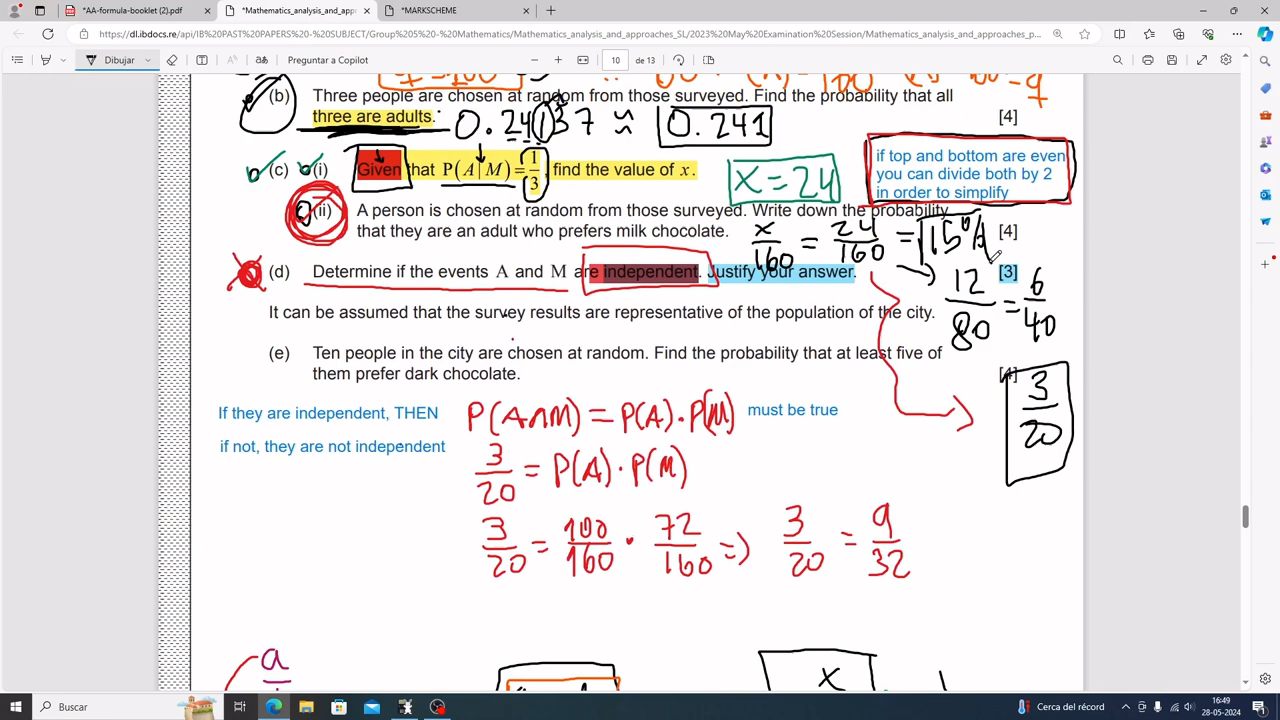 *AA-formula-booklet (2).pdf
*Mathematics_analysis_and_app
*MARKSCHEME
https://dl.ibdocs.re/api/IB%20PAST%20PAPERS%20-%20SUBJECT/Group%205%20-%20Mathematics/Mathematics_analysis_and_approaches_SL/2023%20May%20Examination%20Session/Mathematics_analysis_and_approaches_p...
Dibujar
Preguntar a Copilot
10
de 13
(b) Three people are chosen at random from those surveyed. Find the probability that all
three are adults.
[4]
0.24137 ≈ 0.241
(c) (i) Given that P(A|M) = 1/3, find the value of x.
x = 24
if top and bottom are even
you can divide both by 2
in order to simplify
(ii) A person is chosen at random from those surveyed. Write down the probability
that they are an adult who prefers milk chocolate.
[4]
x/160 = 24/160 = 15%
(d) Determine if the events A and M are independent. Justify your answer.
[3]
12/80 = 6/40
It can be assumed that the survey results are representative of the population of the city.
(e) Ten people in the city are chosen at random. Find the probability that at least five of
them prefer dark chocolate.
[4]
3/20
If they are independent, THEN P(A∩M) = P(A)·P(M) must be true
if not, they are not independent
3/20 = P(A)·P(M)
3/20 = 100/160 · 72/160 => 3/20 = 9/32
a
x
Buscar
Cerca del récord
16:49
28-05-2024